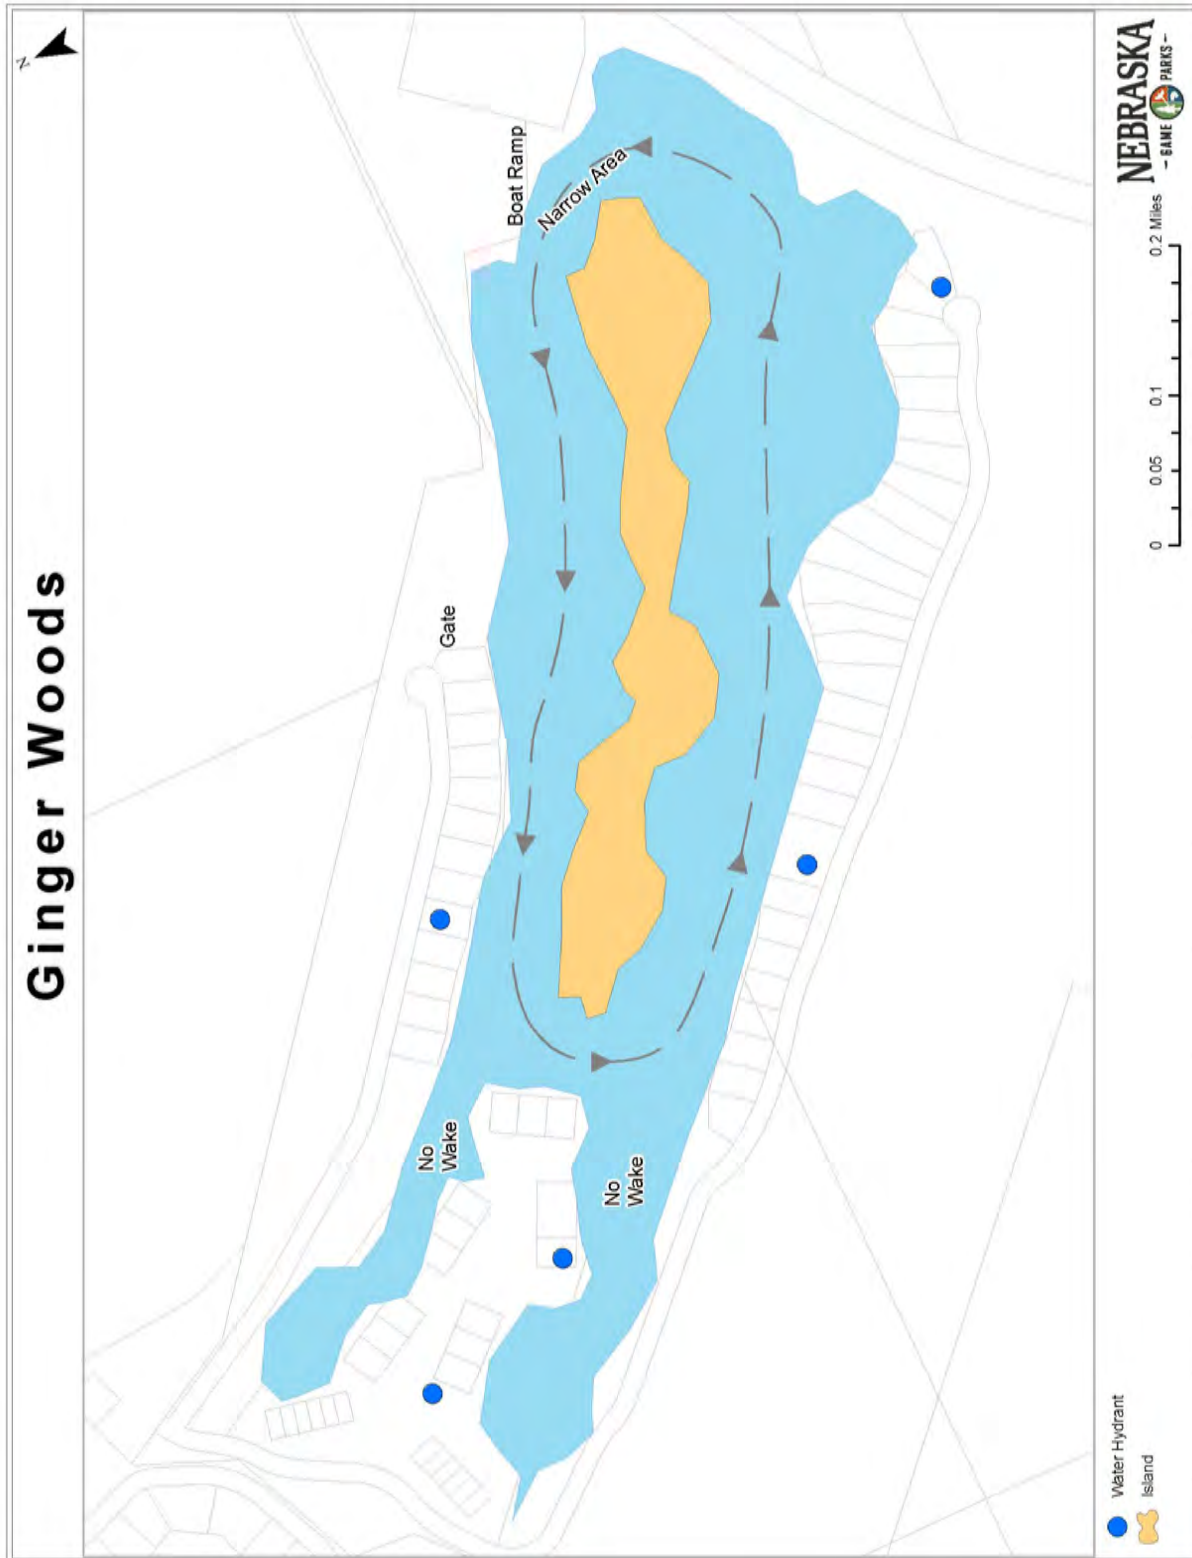 Ginger Woods
N
Boat Ramp
Narrow Area
Gate
No
Wake
No
Wake
Water Hydrant
Island
0 0.05 0.1 0.2 Miles
NEBRASKA
- GAME PARKS -